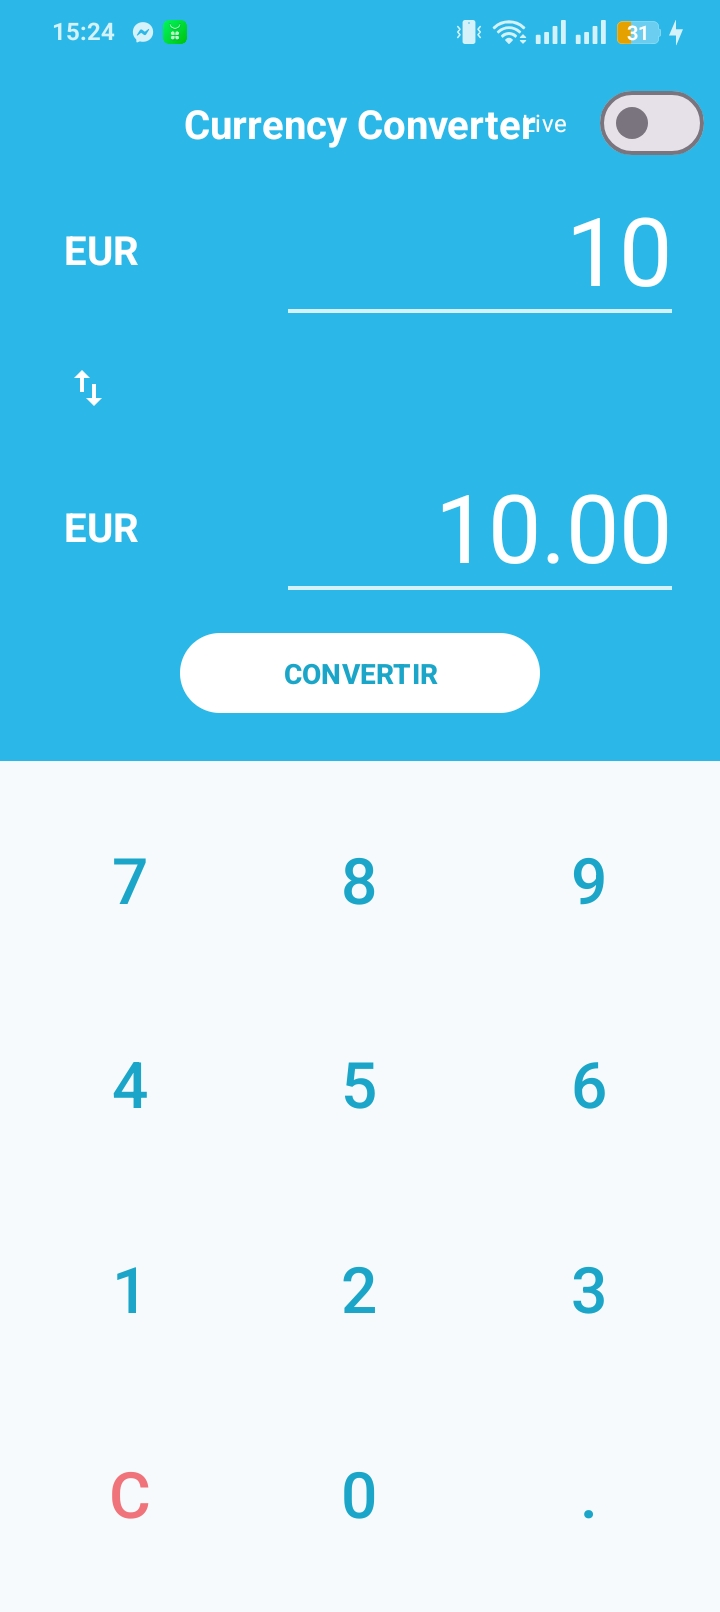 15:24 31
Currency Converter Live
EUR 10
EUR 10.00
CONVERTIR
7 8 9
4 5 6
1 2 3
C 0 .